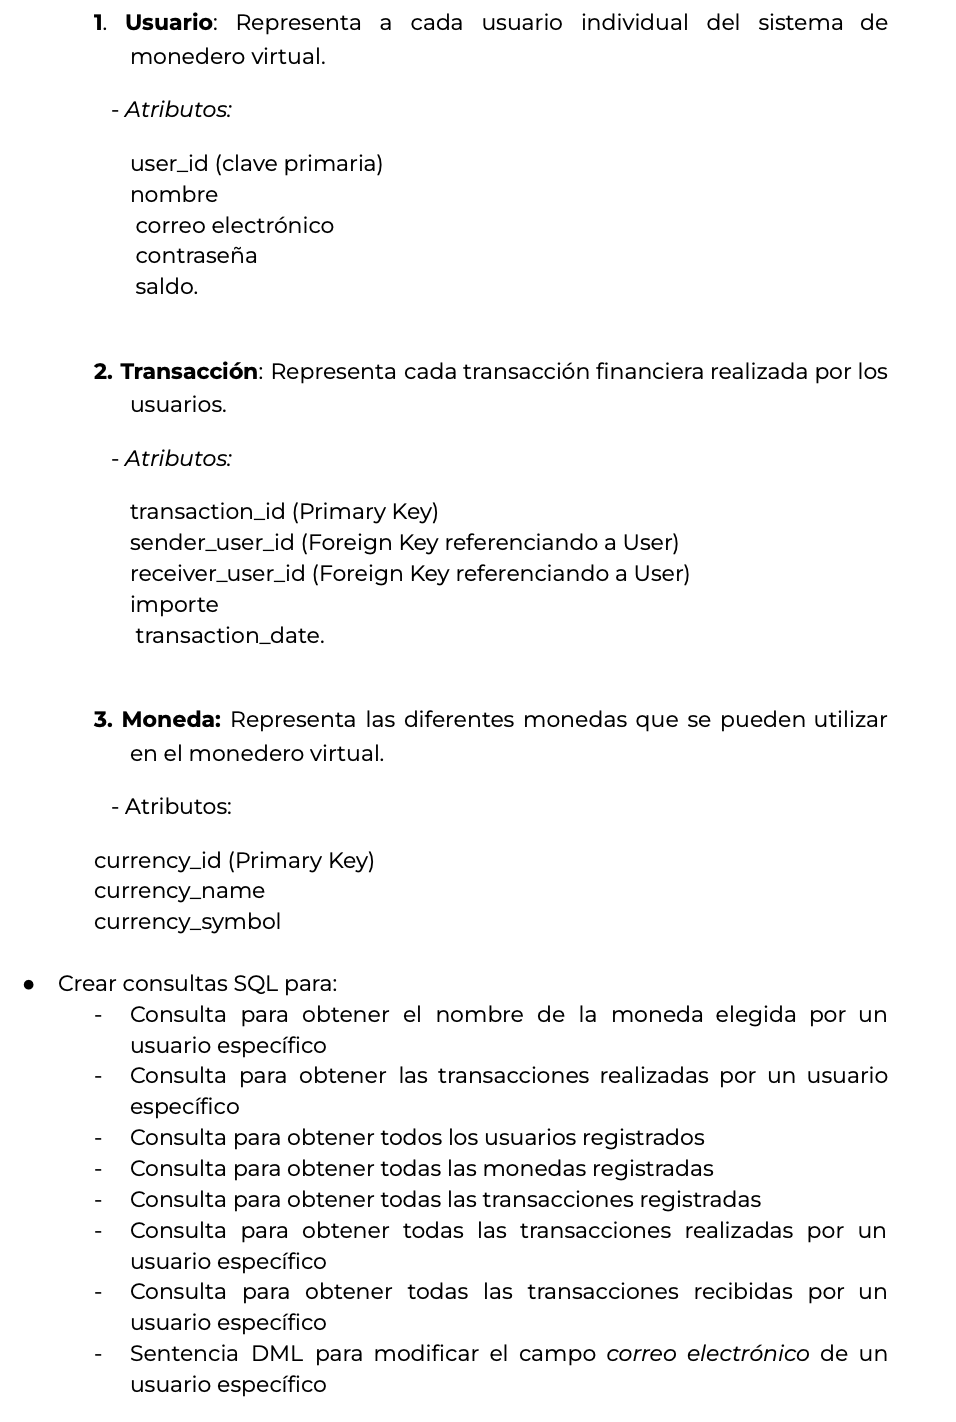 1. Usuario: Representa a cada usuario individual del sistema de
monedero virtual.
- Atributos:
user_id (clave primaria)
nombre
correo electrónico
contraseña
saldo.
2. Transacción: Representa cada transacción financiera realizada por los
usuarios.
- Atributos:
transaction_id (Primary Key)
sender_user_id (Foreign Key referenciando a User)
receiver_user_id (Foreign Key referenciando a User)
importe
transaction_date.
3. Moneda: Representa las diferentes monedas que se pueden utilizar
en el monedero virtual.
- Atributos:
currency_id (Primary Key)
currency_name
currency_symbol
● Crear consultas SQL para:
- Consulta para obtener el nombre de la moneda elegida por un
usuario específico
- Consulta para obtener las transacciones realizadas por un usuario
específico
- Consulta para obtener todos los usuarios registrados
- Consulta para obtener todas las monedas registradas
- Consulta para obtener todas las transacciones registradas
- Consulta para obtener todas las transacciones realizadas por un
usuario específico
- Consulta para obtener todas las transacciones recibidas por un
usuario específico
- Sentencia DML para modificar el campo correo electrónico de un
usuario específico